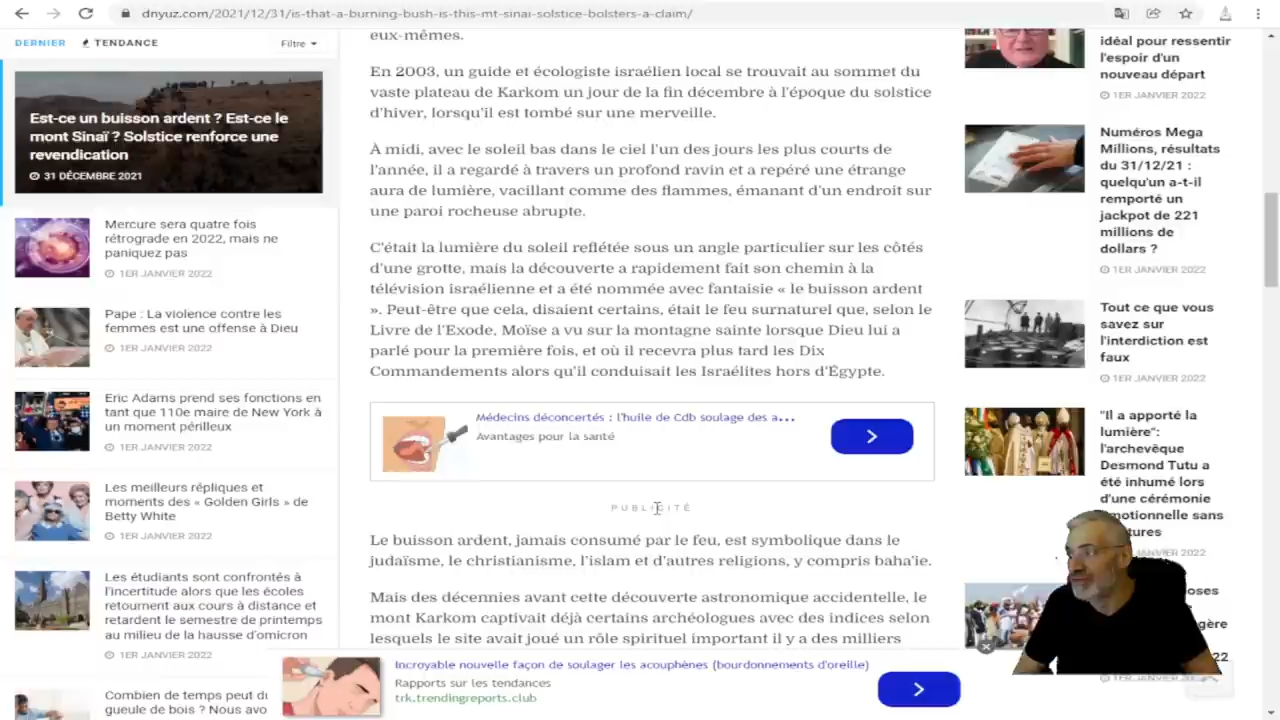 dnyuz.com/2021/12/31/is-that-a-burning-bush-is-this-mt-sinai-solstice-bolsters-a-claim/
DERNIER
TENDANCE
Filtre
Est-ce un buisson ardent ? Est-ce le
mont Sinaï ? Solstice renforce une
revendication
31 DÉCEMBRE 2021
Mercure sera quatre fois
rétrograde en 2022, mais ne
paniquez pas
1ER JANVIER 2022
Pape : La violence contre les
femmes est une offense à Dieu
1ER JANVIER 2022
Eric Adams prend ses fonctions en
tant que 110e maire de New York à
un moment périlleux
1ER JANVIER 2022
Les meilleurs répliques et
moments des « Golden Girls » de
Betty White
1ER JANVIER 2022
Les étudiants sont confrontés à
l'incertitude alors que les écoles
retournent aux cours à distance et
retardent le semestre de printemps
au milieu de la hausse d'omicron
1ER JANVIER 2022
Combien de temps peut du
gueule de bois ? Nous avo
eux-mêmes.
En 2003, un guide et écologiste israélien local se trouvait au sommet du
vaste plateau de Karkom un jour de la fin décembre à l'époque du solstice
d'hiver, lorsqu'il est tombé sur une merveille.
À midi, avec le soleil bas dans le ciel l'un des jours les plus courts de
l'année, il a regardé à travers un profond ravin et a repéré une étrange
aura de lumière, vacillant comme des flammes, émanant d'un endroit sur
une paroi rocheuse abrupte.
C'était la lumière du soleil reflétée sous un angle particulier sur les côtés
d'une grotte, mais la découverte a rapidement fait son chemin à la
télévision israélienne et a été nommée avec fantaisie « le buisson ardent
». Peut-être que cela, disaient certains, était le feu surnaturel que, selon le
Livre de l'Exode, Moïse a vu sur la montagne sainte lorsque Dieu lui a
parlé pour la première fois, et où il recevra plus tard les Dix
Commandements alors qu'il conduisait les Israélites hors d'Égypte.
Médecins déconcertés : l'huile de Cdb soulage des a...
Avantages pour la santé
PUBLICITÉ
Le buisson ardent, jamais consumé par le feu, est symbolique dans le
judaïsme, le christianisme, l'islam et d'autres religions, y compris baha'ie.
Mais des décennies avant cette découverte astronomique accidentelle, le
mont Karkom captivait déjà certains archéologues avec des indices selon
lesquels le site avait joué un rôle spirituel important il y a des milliers
Incroyable nouvelle façon de soulager les acouphènes (bourdonnements d'oreille)
Rapports sur les tendances
trk.trendingreports.club
idéal pour ressentir
l'espoir d'un
nouveau départ
1ER JANVIER 2022
Numéros Mega
Millions, résultats
du 31/12/21 :
quelqu'un a-t-il
remporté un
jackpot de 221
millions de
dollars ?
1ER JANVIER 2022
Tout ce que vous
savez sur
l'interdiction est
faux
1ER JANVIER 2022
"Il a apporté la
lumière":
l'archevêque
Desmond Tutu a
été inhumé lors
d'une cérémonie
émotionnelle sans